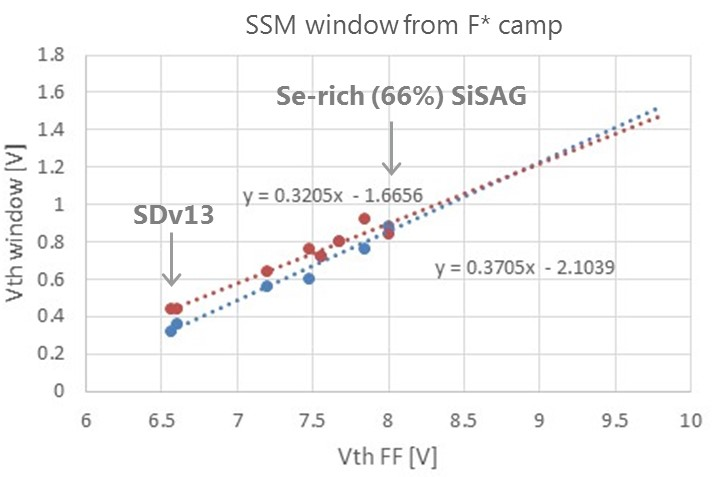 SSM window from F* camp
1.8
1.6
1.4
1.2
1
0.8
0.6
0.4
0.2
0
Vth window [V]
Se-rich (66%) SiSAG
y = 0.3205x - 1.6656
SDv13
y = 0.3705x - 2.1039
6 6.5 7 7.5 8 8.5 9 9.5 10
Vth FF [V]